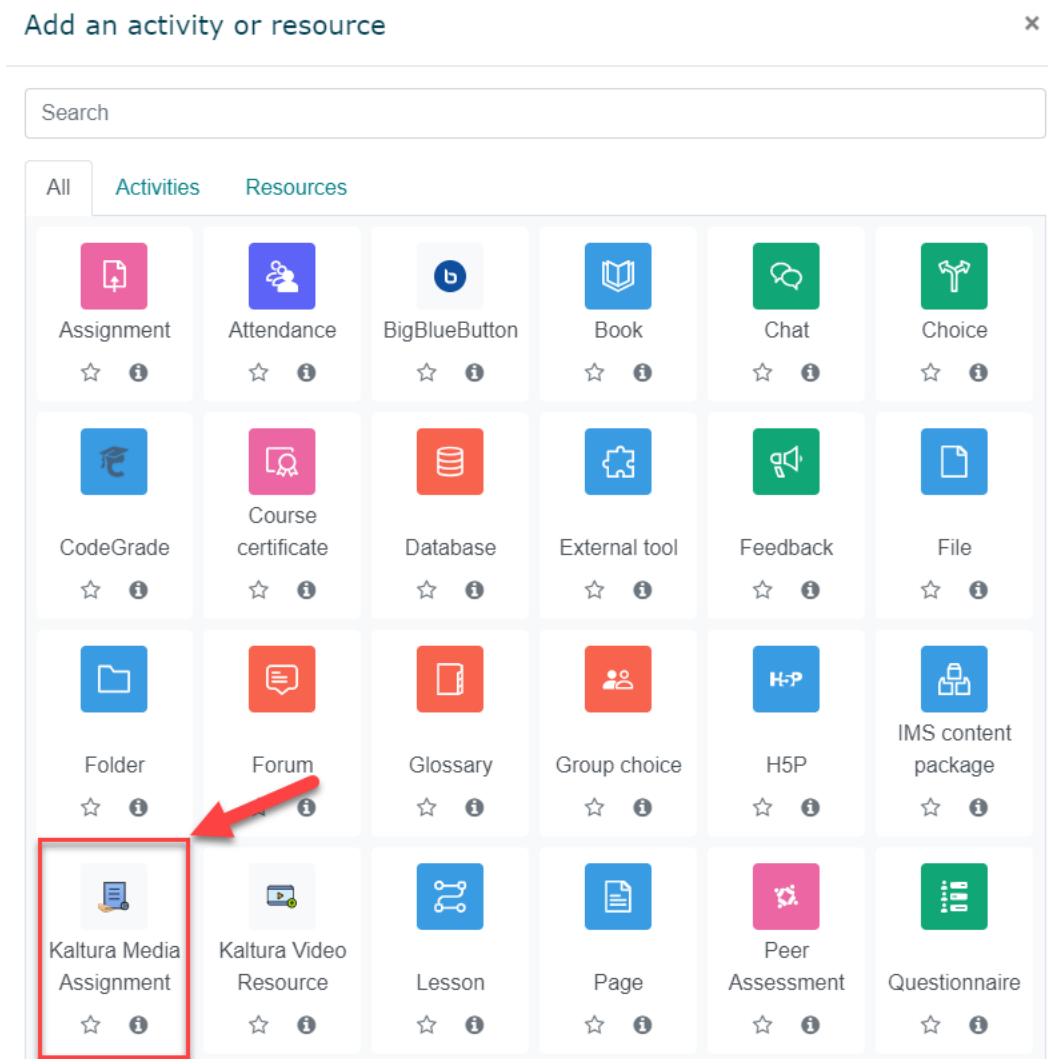 Add an activity or resource
×
Search
All Activities Resources
Assignment Attendance BigBlueButton Book Chat Choice
CodeGrade Course certificate Database External tool Feedback File
H5P
Folder Forum Glossary Group choice H5P IMS content package
Kaltura Media Assignment Kaltura Video Resource Lesson Page Peer Assessment Questionnaire